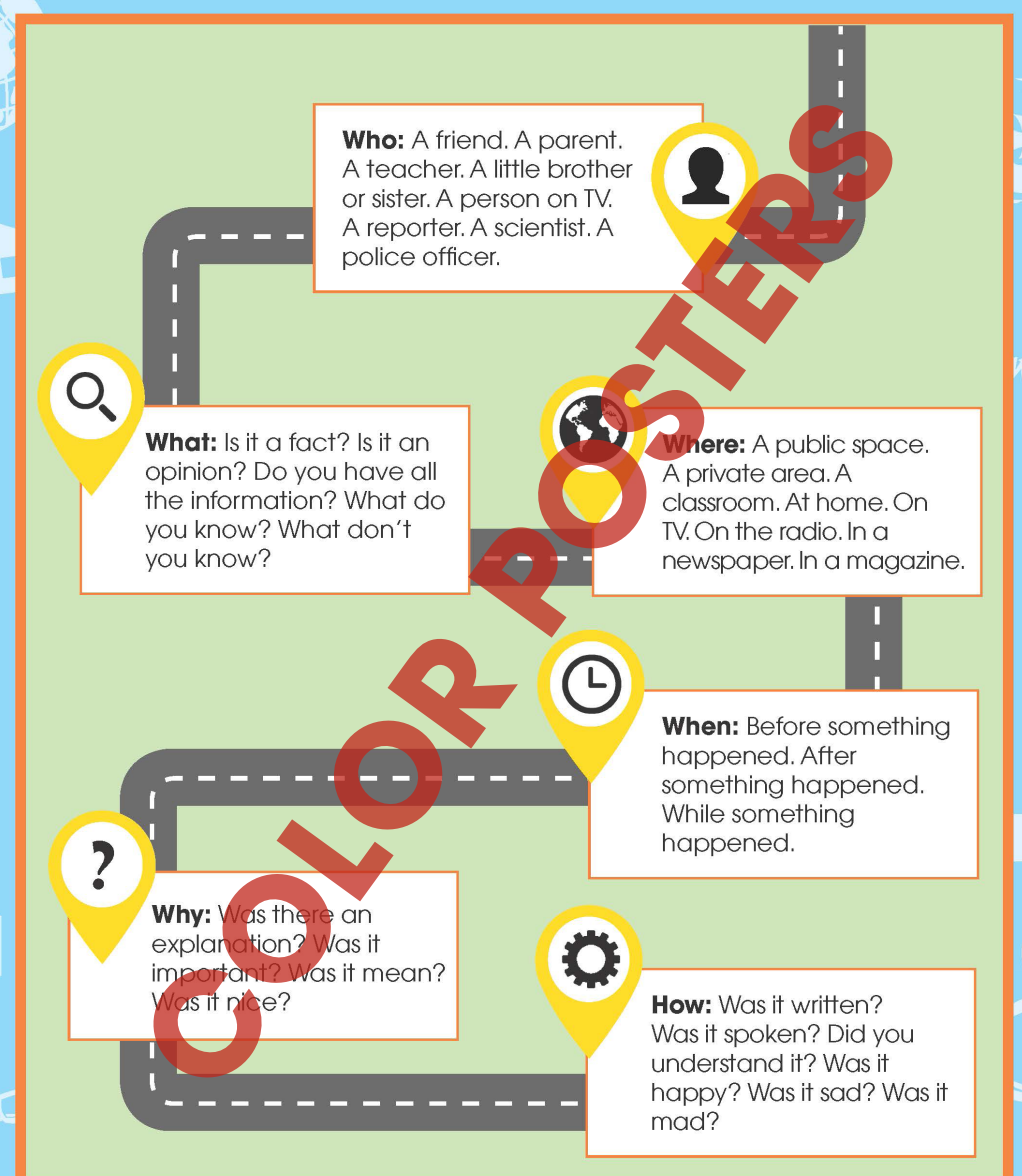 Who: A friend. A parent.
A teacher. A little brother
or sister. A person on TV.
A reporter. A scientist. A
police officer.
What: Is it a fact? Is it an
opinion? Do you have all
the information? What do
you know? What don't
you know?
Where: A public space.
A private area. A
classroom. At home. On
TV. On the radio. In a
newspaper. In a magazine.
When: Before something
happened. After
something happened.
While something
happened.
Why: Was there an
explanation? Was it
important? Was it mean?
Was it nice?
How: Was it written?
Was it spoken? Did you
understand it? Was it
happy? Was it sad? Was it
mad?
COLOR POSTERS